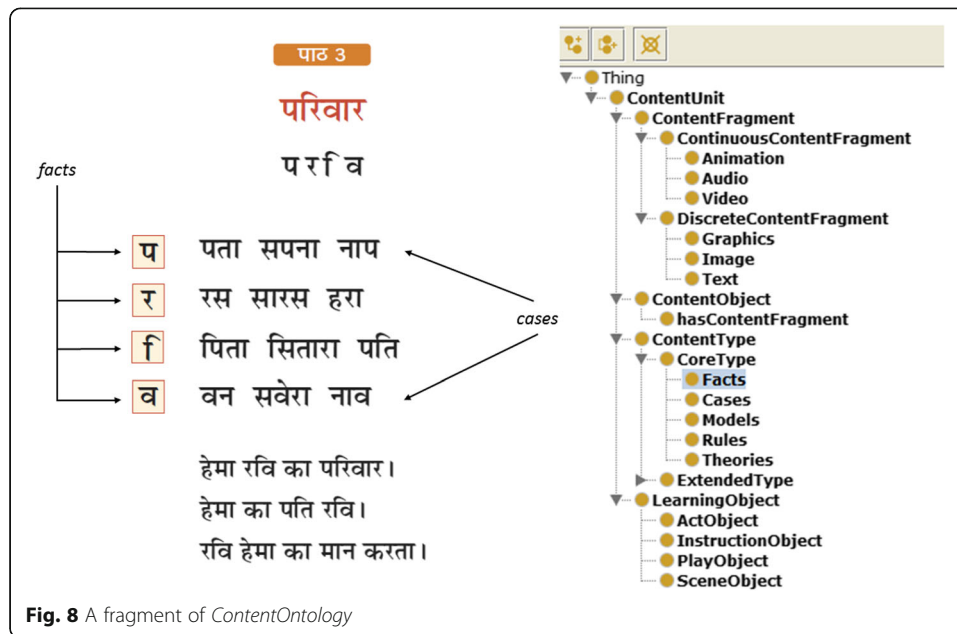 पाठ 3
परिवार
प र ि व
facts
प पता सपना नाप
र रस सारस हरा
ि पिता सितारा पति
व वन सवेरा नाव
cases
हेमा रवि का परिवार।
हेमा का पति रवि।
रवि हेमा का मान करता।
Thing
ContentUnit
ContentFragment
ContinuousContentFragment
Animation
Audio
Video
DiscreteContentFragment
Graphics
Image
Text
ContentObject
hasContentFragment
ContentType
CoreType
Facts
Cases
Models
Rules
Theories
ExtendedType
LearningObject
ActObject
InstructionObject
PlayObject
SceneObject
Fig. 8 A fragment of ContentOntology